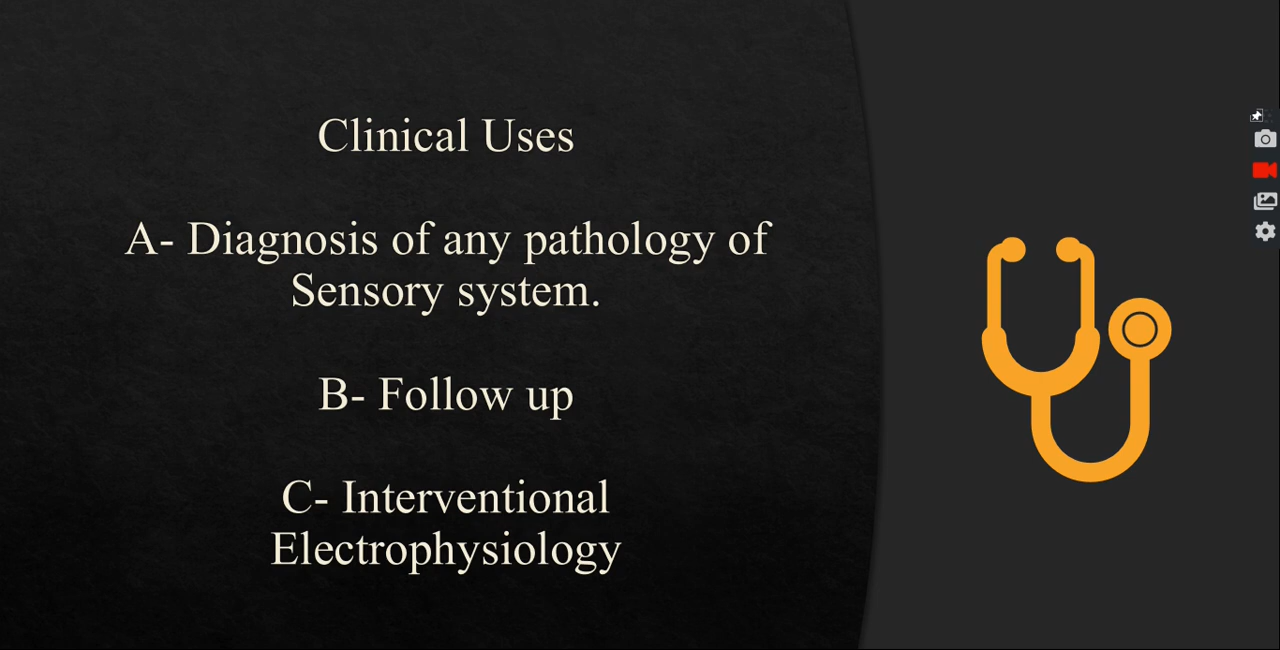 Clinical Uses
A- Diagnosis of any pathology of
Sensory system.
B- Follow up
C- Interventional
Electrophysiology